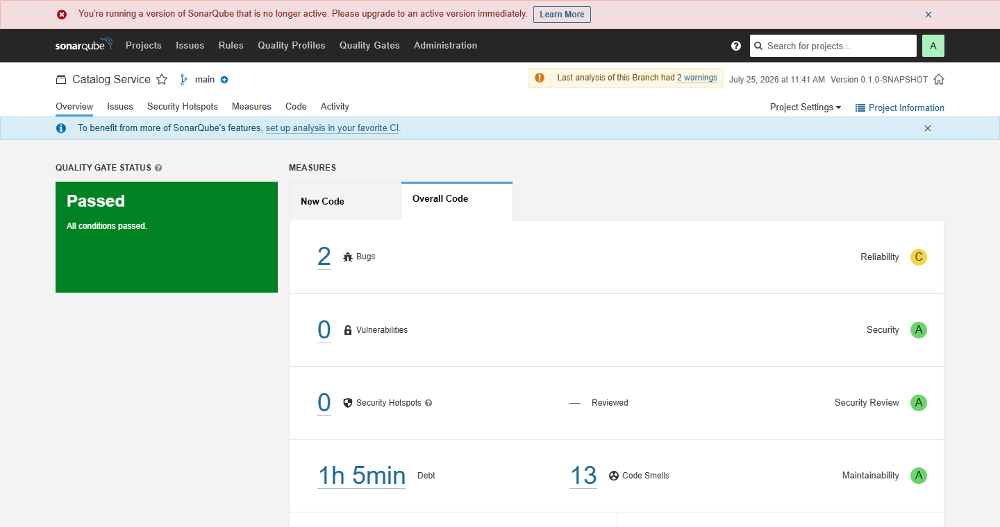 You're running a version of SonarQube that is no longer active. Please upgrade to an active version immediately. Learn More
sonarqube Projects Issues Rules Quality Profiles Quality Gates Administration ? Search for projects... A
Catalog Service main Last analysis of this Branch had 2 warnings July 25, 2026 at 11:41 AM Version 0.1.0-SNAPSHOT
Overview Issues Security Hotspots Measures Code Activity Project Settings Project Information
To benefit from more of SonarQube's features, set up analysis in your favorite CI.
QUALITY GATE STATUS ? MEASURES
Passed
All conditions passed.
New Code Overall Code
2 Bugs Reliability C
0 Vulnerabilities Security A
0 Security Hotspots ? — Reviewed Security Review A
1h 5min Debt 13 Code Smells Maintainability A